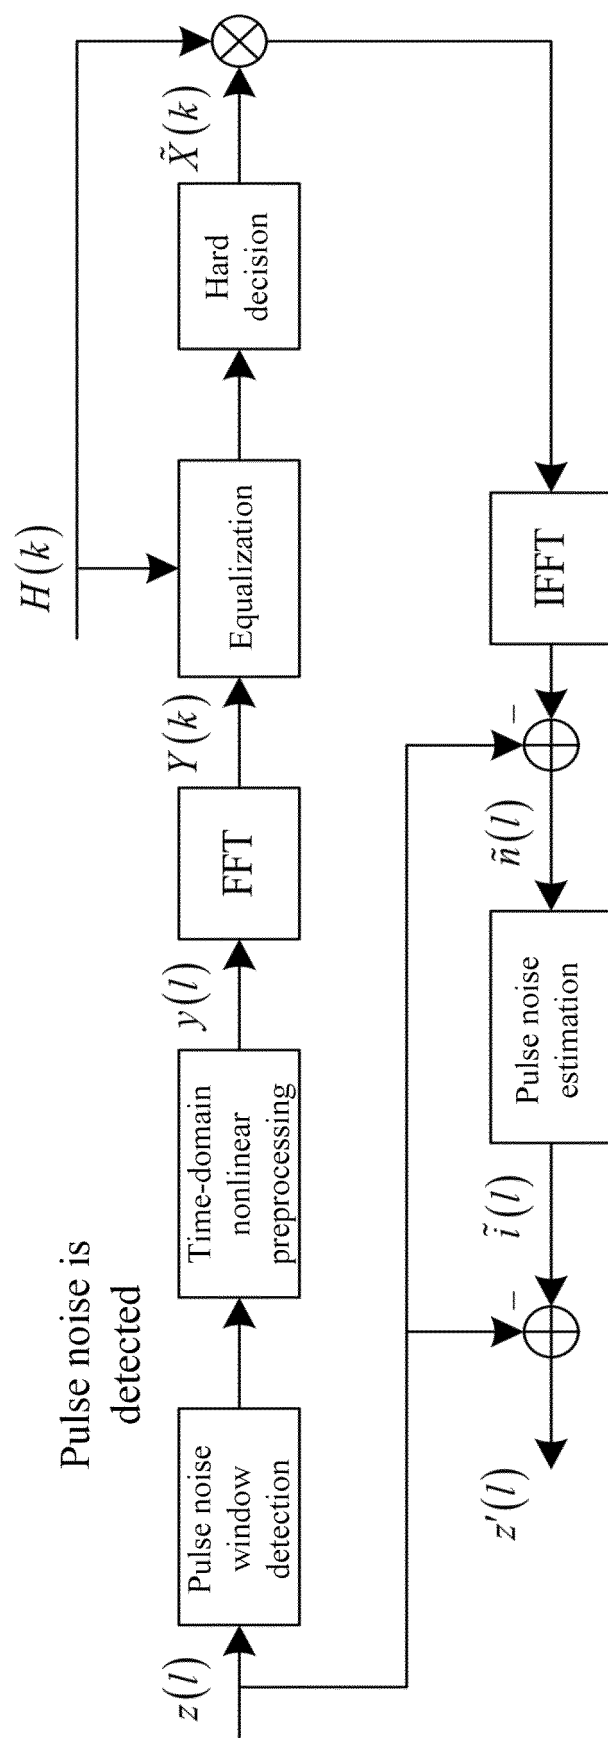 Pulse noise is
detected
z(l)
Pulse noise
window
detection
Time-domain
nonlinear
preprocessing
y(l)
FFT
Y(k)
Equalization
H(k)
Hard
decision
X̃(k)
z'(l)
−
ĩ(l)
Pulse noise
estimation
ñ(l)
−
IFFT